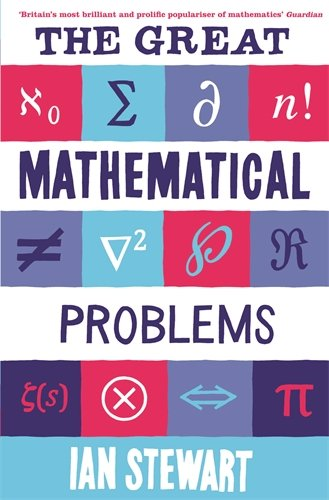 'Britain's most brilliant and prolific populariser of mathematics' Guardian
THE GREAT
ℵ₀ Σ ∂ n!
MATHEMATICAL
≠ ∇² ℘ ℜ
PROBLEMS
ζ(s) ⊗ ⇔ π
IAN STEWART